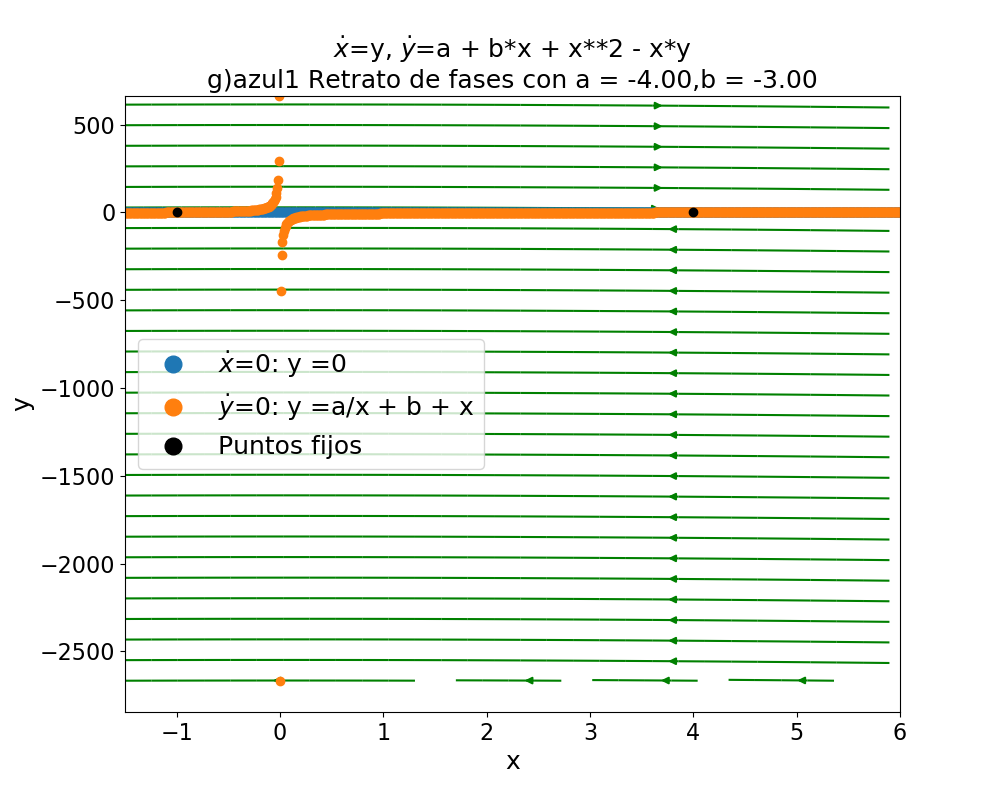 ẋ=y, ẏ=a + b*x + x**2 - x*y
g)azul1 Retrato de fases con a = -4.00,b = -3.00
y
500
0
−500
−1000
−1500
−2000
−2500
ẋ=0: y =0
ẏ=0: y =a/x + b + x
Puntos fijos
−1 0 1 2 3 4 5 6
x